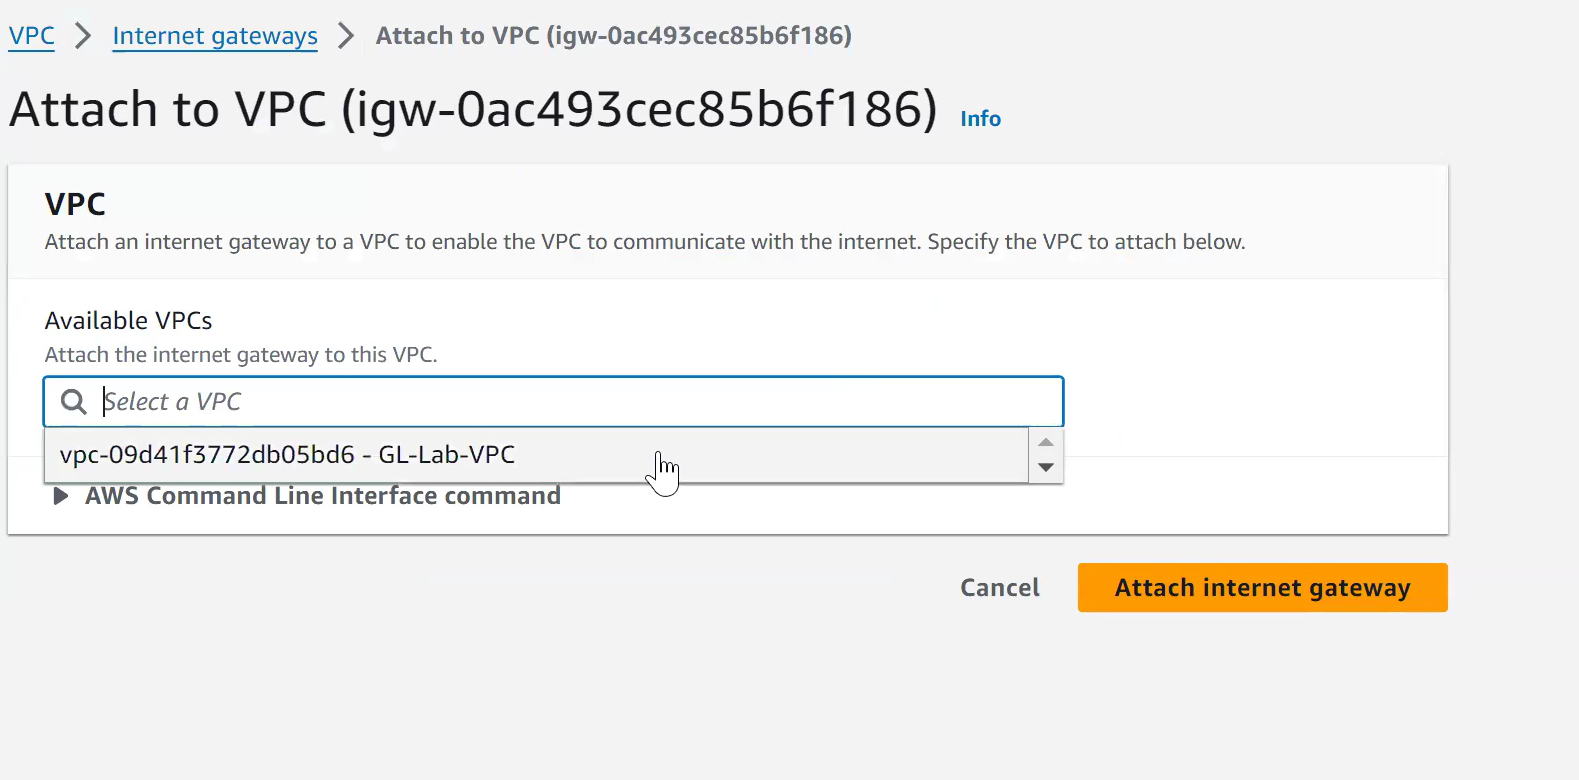 VPC > Internet gateways > Attach to VPC (igw-0ac493cec85b6f186)
Attach to VPC (igw-0ac493cec85b6f186) Info
VPC
Attach an internet gateway to a VPC to enable the VPC to communicate with the internet. Specify the VPC to attach below.
Available VPCs
Attach the internet gateway to this VPC.
Select a VPC
vpc-09d41f3772db05bd6 - GL-Lab-VPC
AWS Command Line Interface command
Cancel Attach internet gateway